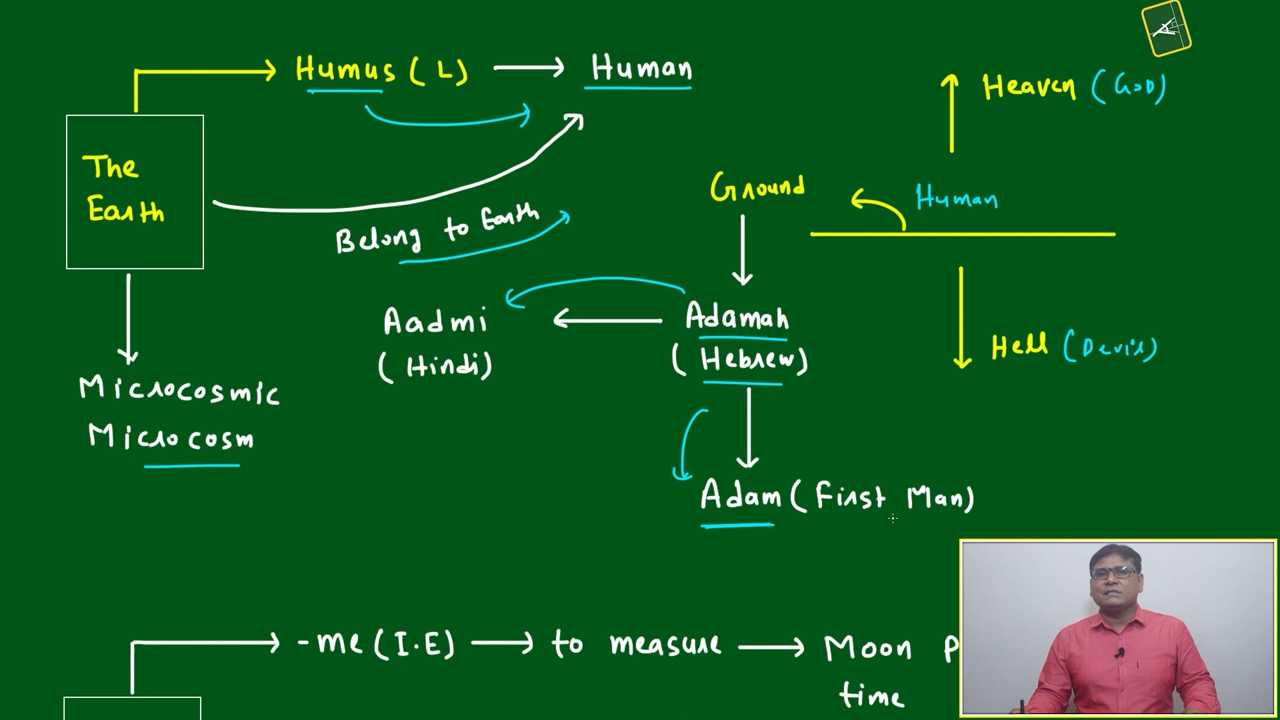 Humus (L) → Human
Heaven (GOD)
The
Earth
Ground
Human
Belong to Earth
Aadmi
(Hindi)
Adamah
(Hebrew)
Hell (Devil)
Microcosmic
Microcosm
Adam (First Man)
-me (I.E) → to measure → Moon P
time